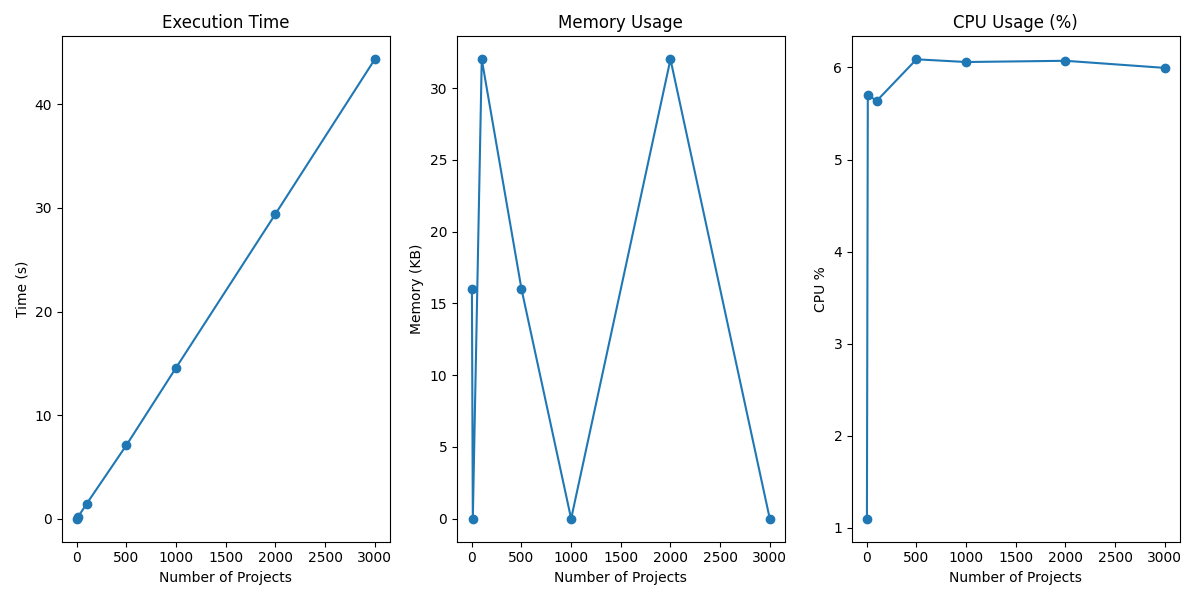 Execution Time
Time (s)
40
30
20
10
0
0 500 1000 1500 2000 2500 3000
Number of Projects
Memory Usage
Memory (KB)
30
25
20
15
10
5
0
0 500 1000 1500 2000 2500 3000
Number of Projects
CPU Usage (%)
CPU %
6
5
4
3
2
1
0 500 1000 1500 2000 2500 3000
Number of Projects